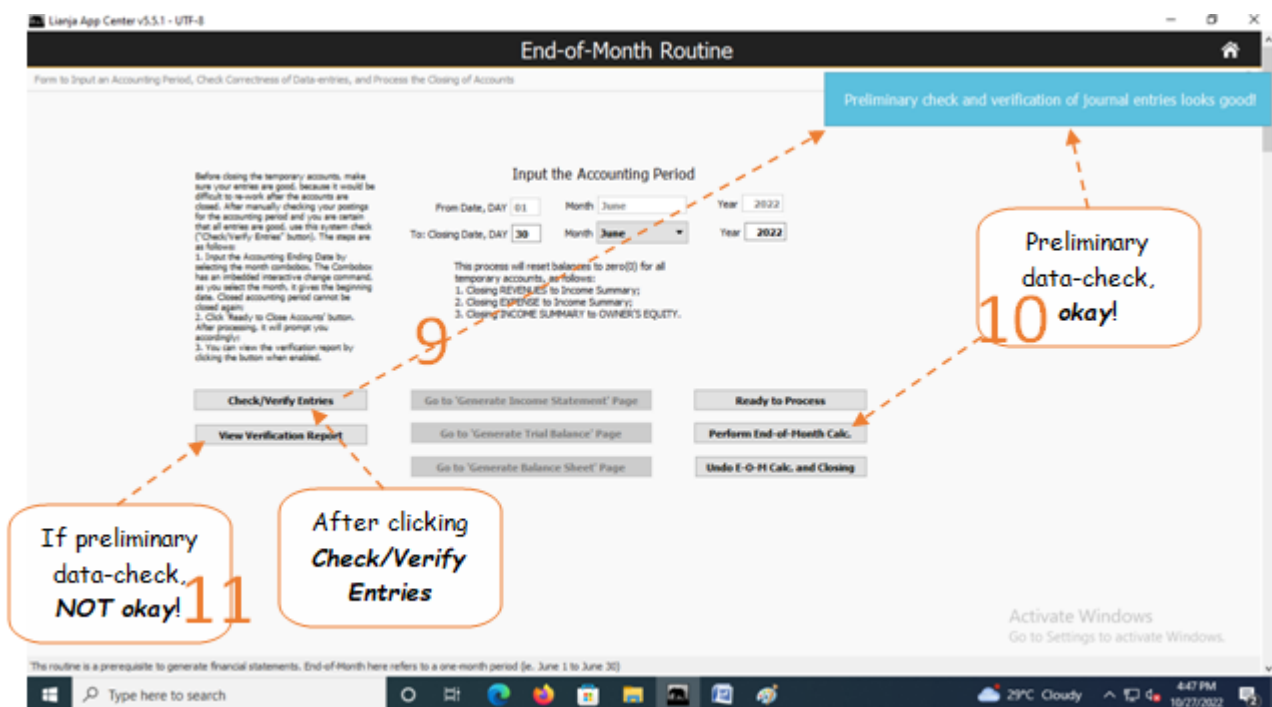 Lianja App Center v5.5.1 - UTF-8
End-of-Month Routine
Form to Input an Accounting Period, Check Correctness of Data-entries, and Process the Closing of Accounts
Preliminary check and verification of journal entries looks good!
Before closing the temporary accounts, make
sure your entries are good, because it would be
difficult to re-work after the accounts are
closed. After manually checking your postings
for the accounting period and you are certain
that all entries are good, use this system check
("Check/Verify Entries" button). The steps are
as follows:
1. Input the Accounting Ending Date by
selecting the month combobox. The Combobox
has an imbedded interactive change command,
as you select the month, it gives the beginning
date. Closed accounting period cannot be
closed again;
2. Click 'Ready to Close Accounts' button.
After processing, it will prompt you
accordingly;
3. You can view the verification report by
clicking the button when enabled.
Input the Accounting Period
From Date, DAY 01 Month June Year 2022
To: Closing Date, DAY 30 Month June Year 2022
This process will reset balances to zero(0) for all
temporary accounts, as follows:
1. Closing REVENUES to Income Summary;
2. Closing EXPENSE to Income Summary;
3. Closing INCOME SUMMARY to OWNER'S EQUITY.
9
Preliminary
data-check,
okay!
10
Check/Verify Entries
Go to 'Generate Income Statement' Page
Ready to Process
View Verification Report
Go to 'Generate Trial Balance' Page
Perform End-of-Month Calc.
Go to 'Generate Balance Sheet' Page
Undo E-O-M Calc. and Closing
If preliminary
data-check,
NOT okay!
11
After clicking
Check/Verify
Entries
Activate Windows
Go to Settings to activate Windows.
This routine is a prerequisite to generate financial statements. End-of-Month here refers to a one-month period (ie. June 1 to June 30)
Type here to search
29°C Cloudy
4:47 PM
10/27/2022